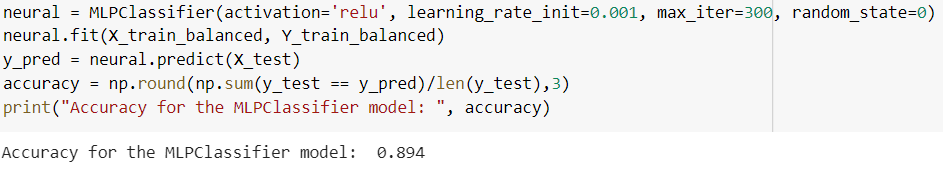 neural = MLPClassifier(activation='relu', learning_rate_init=0.001, max_iter=300, random_state=0)
neural.fit(X_train_balanced, Y_train_balanced)
y_pred = neural.predict(X_test)
accuracy = np.round(np.sum(y_test == y_pred)/len(y_test),3)
print("Accuracy for the MLPClassifier model: ", accuracy)
Accuracy for the MLPClassifier model:  0.894